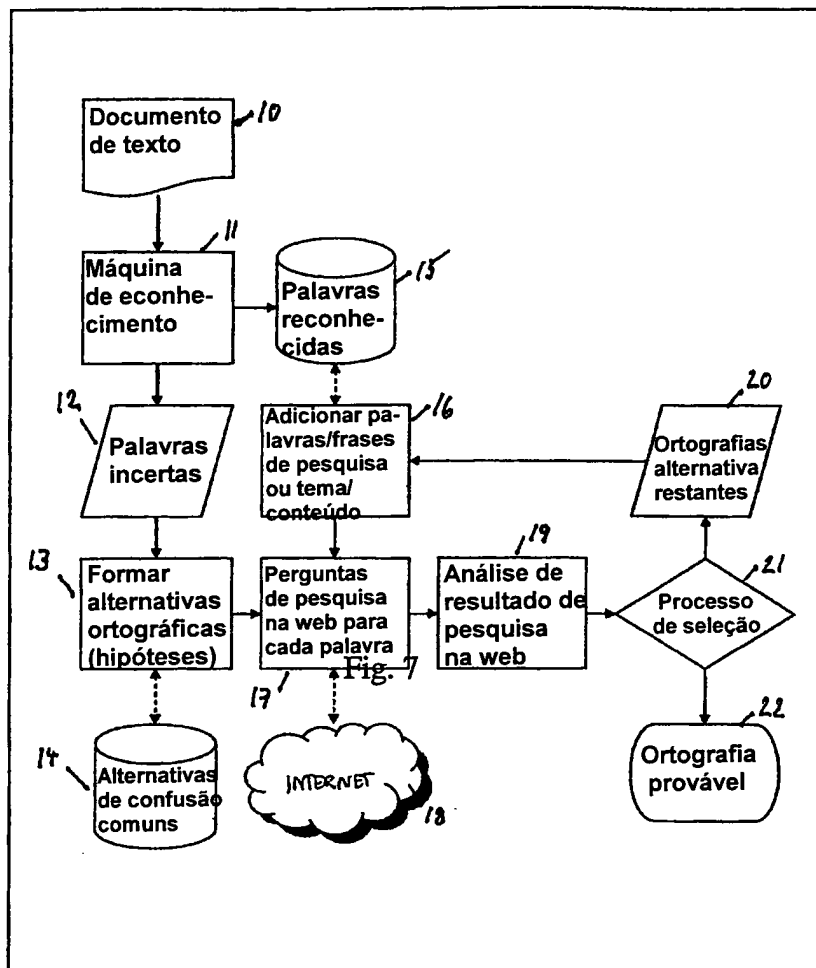 Documento
de texto
10
11
Máquina
de econhe-
cimento
Palavras
reconhe-
cidas
15
12
Palavras
incertas
Adicionar pa-
lavras/frases
de pesquisa
ou tema/
conteúdo
16
20
Ortografias
alternativa
restantes
13
Formar
alternativas
ortográficas
(hipóteses)
Perguntas
de pesquisa
na web para
cada palavra
17
19
Análise de
resultado de
pesquisa
na web
21
Processo
de seleção
Fig. 7
14
Alternativas
de confusão
comuns
INTERNET
18
22
Ortografia
provável